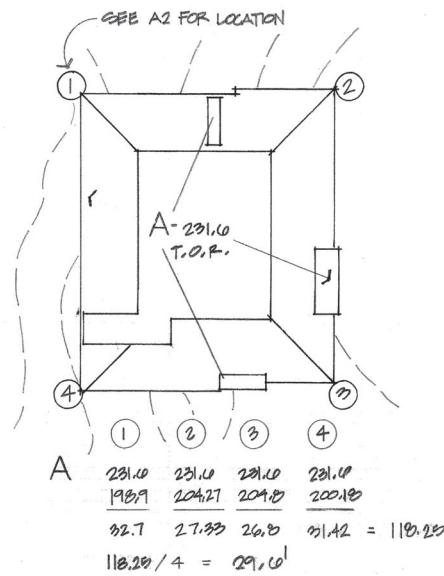 SEE A2 FOR LOCATION
1
2
A - 231.6
T.O.R.
4
3
1 2 3 4
A 231.6 231.6 231.6 231.6
198.9 204.27 204.8 200.18
32.7 27.33 26.8 31.42 = 118.25
118.25 / 4 = 29.6'